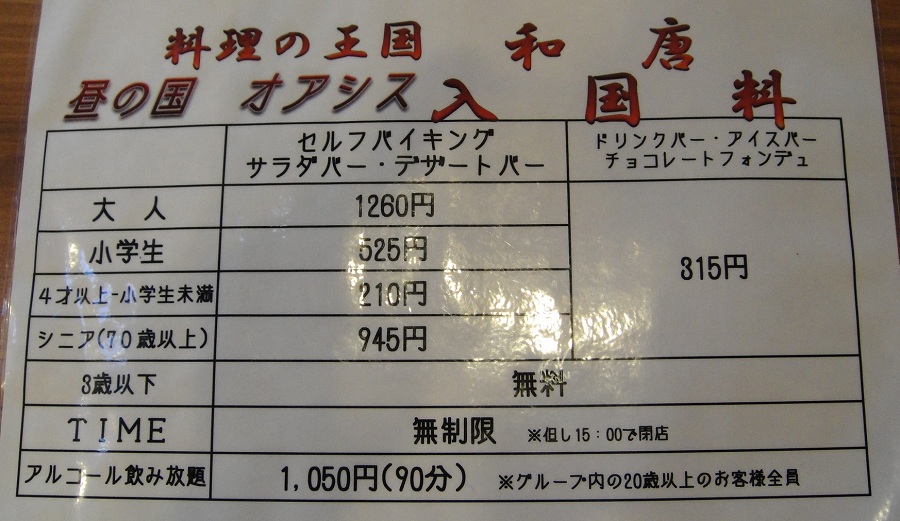 料理の王国 和 唐
昼の国 オアシス 入 国 料
セルフバイキング
サラダバー・デザートバー
ドリンクバー・アイスバー
チョコレートフォンデュ
大 人 1260円
小学生 525円
315円
4才以上-小学生未満 210円
シニア(70歳以上) 945円
3歳以下 無料
TIME 無制限 ※但し15:00で閉店
アルコール飲み放題 1,050円(90分) ※グループ内の20歳以上のお客様全員